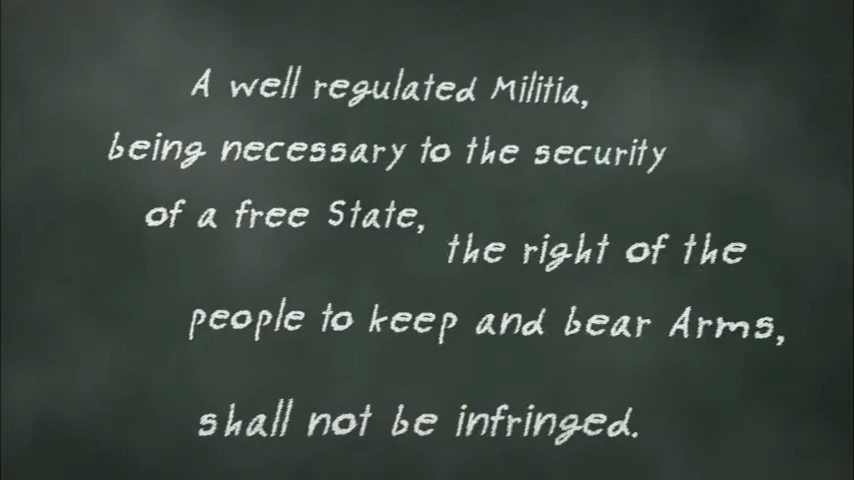 A well regulated Militia,
being necessary to the security
of a free State,
the right of the
people to keep and bear Arms,
shall not be infringed.